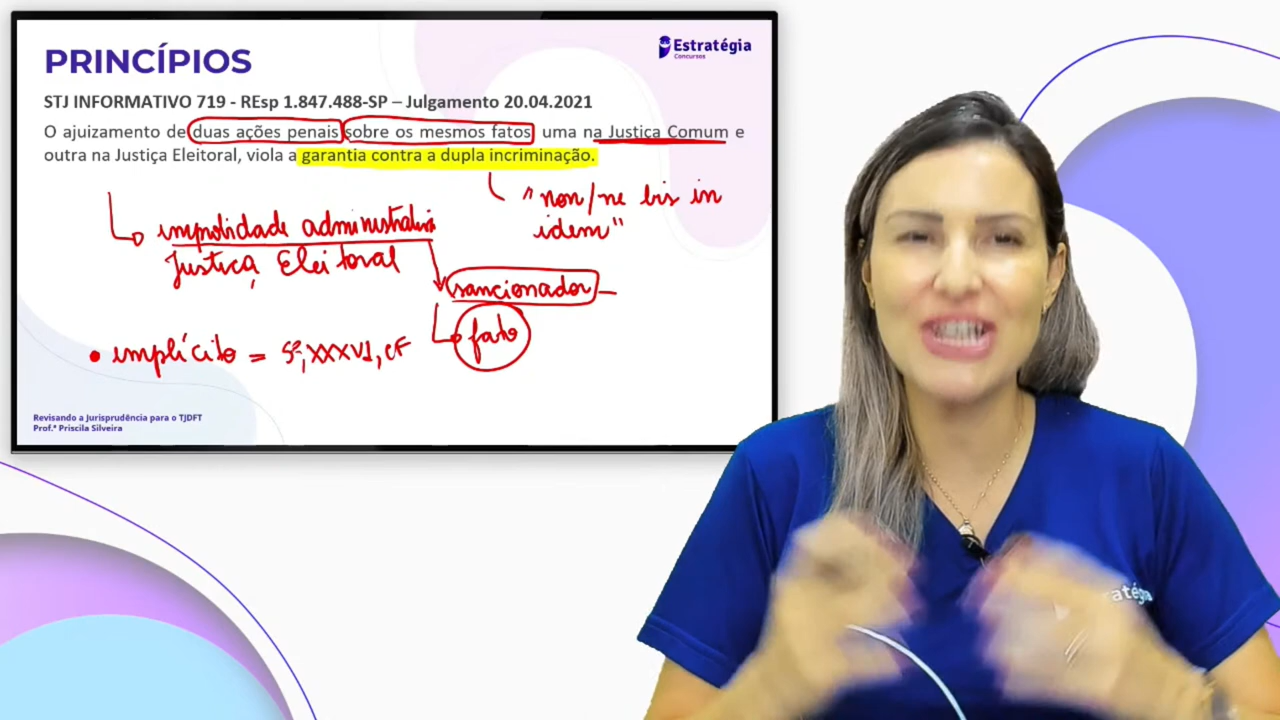 PRINCÍPIOS
Estratégia
Concursos
STJ INFORMATIVO 719 - REsp 1.847.488-SP – Julgamento 20.04.2021
O ajuizamento de duas ações penais sobre os mesmos fatos uma na Justiça Comum e
outra na Justiça Eleitoral, viola a garantia contra a dupla incriminação.
"non/ne bis in
idem"
improbidade administrativa
Justiça Eleitoral
sancionador
fato
• implícito = 5º, XXXVI, CF
Revisando a Jurisprudência para o TJDFT
Prof.ª Priscila Silveira
atégia